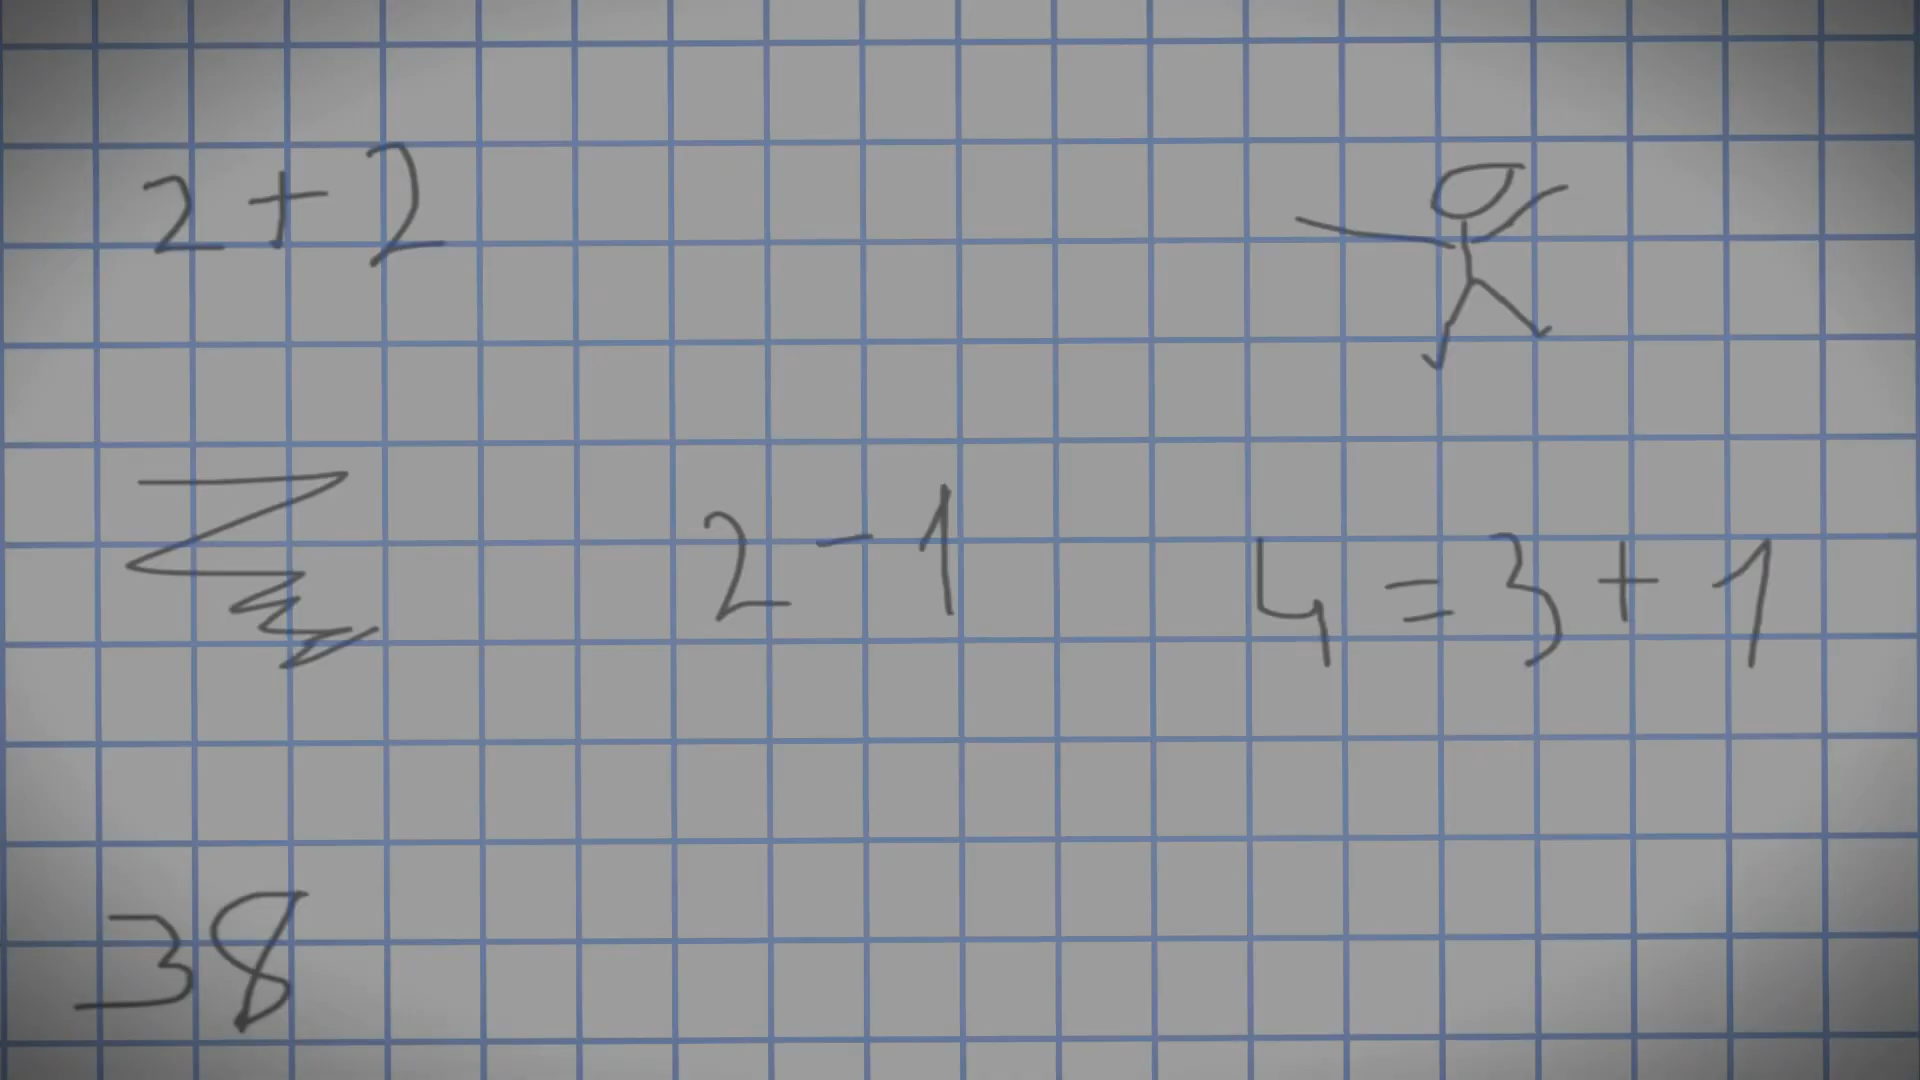 2 + 2
2 - 1
4 = 3 + 1
38